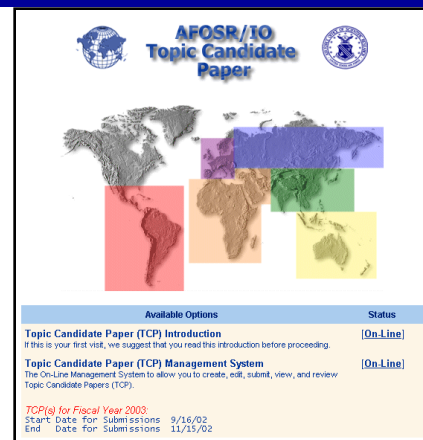 AFOSR/IO
Topic Candidate
Paper
Available Options Status
Topic Candidate Paper (TCP) Introduction [On-Line]
If this is your first visit, we suggest that you read this introduction before proceeding.
Topic Candidate Paper (TCP) Management System [On-Line]
The On-Line Management System to allow you to create, edit, submit, view, and review
Topic Candidate Papers (TCP).
TCP(s) for Fiscal Year 2003:
Start Date for Submissions 9/16/02
End Date for Submissions 11/15/02